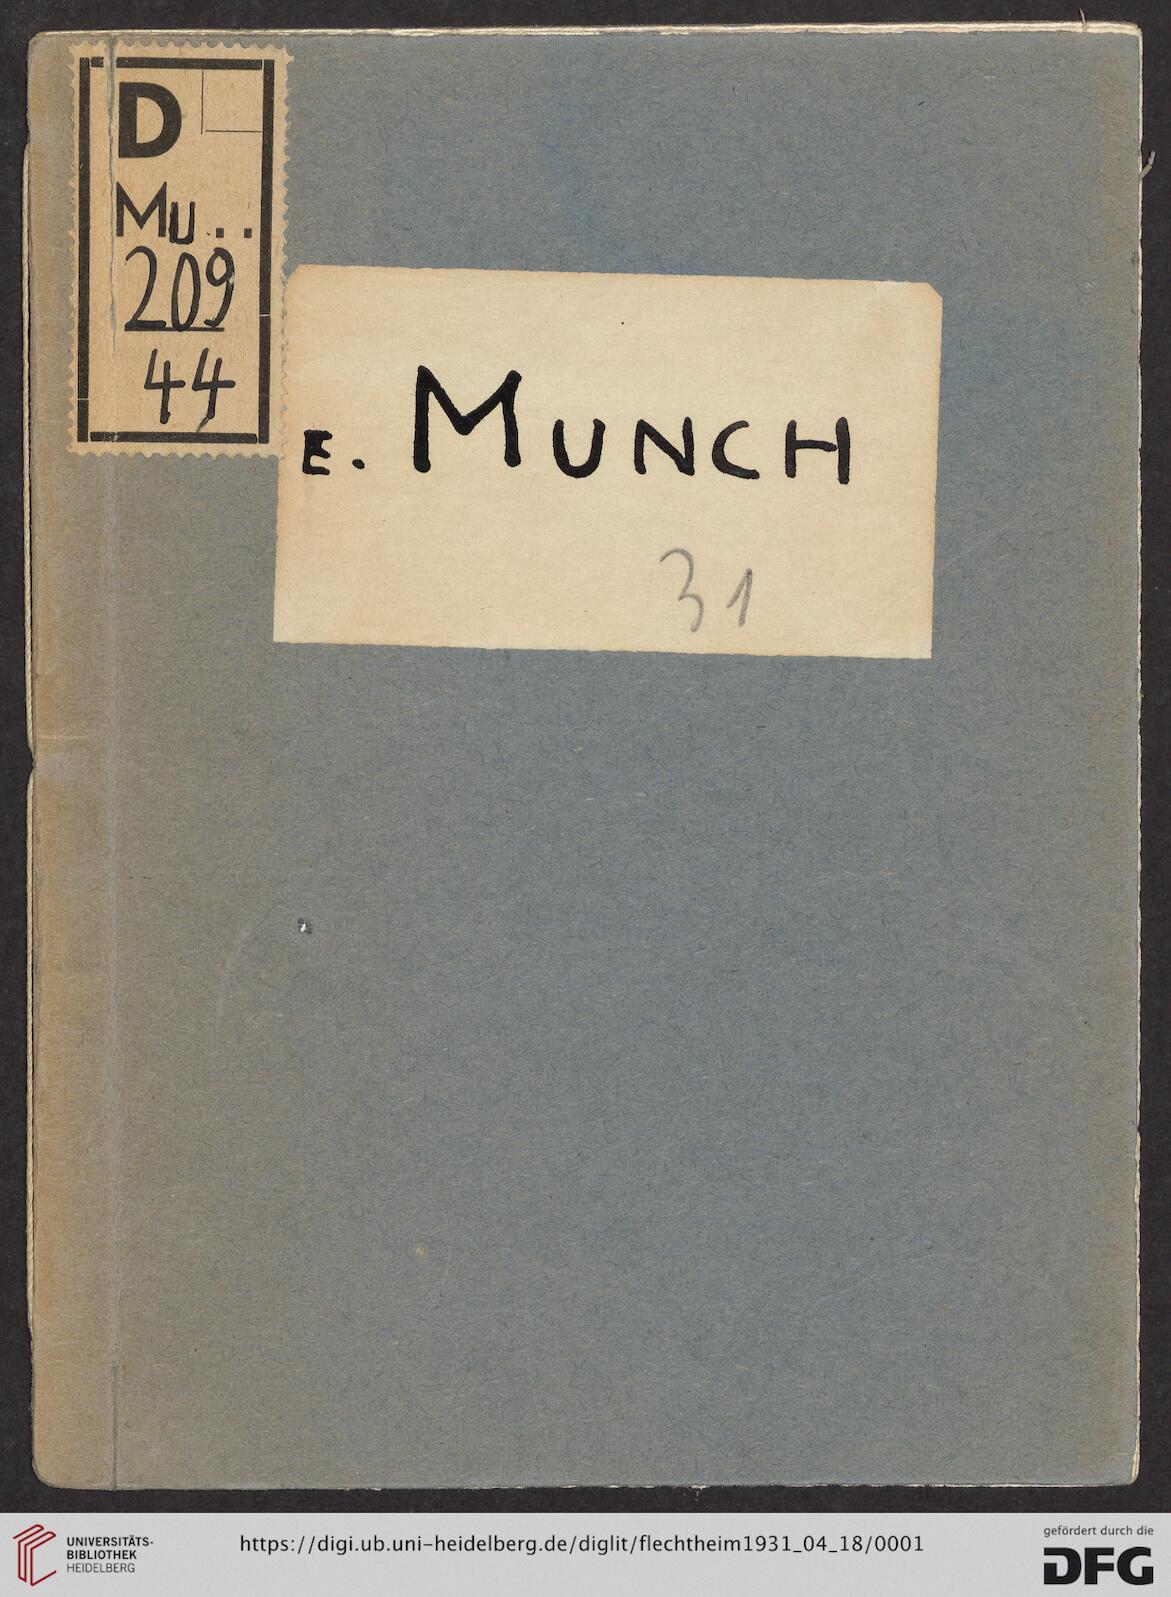 D
Mu..
209
44
E. MUNCH
31
UNIVERSITÄTS-
BIBLIOTHEK
HEIDELBERG
https://digi.ub.uni-heidelberg.de/diglit/flechtheim1931_04_18/0001
gefördert durch die
DFG